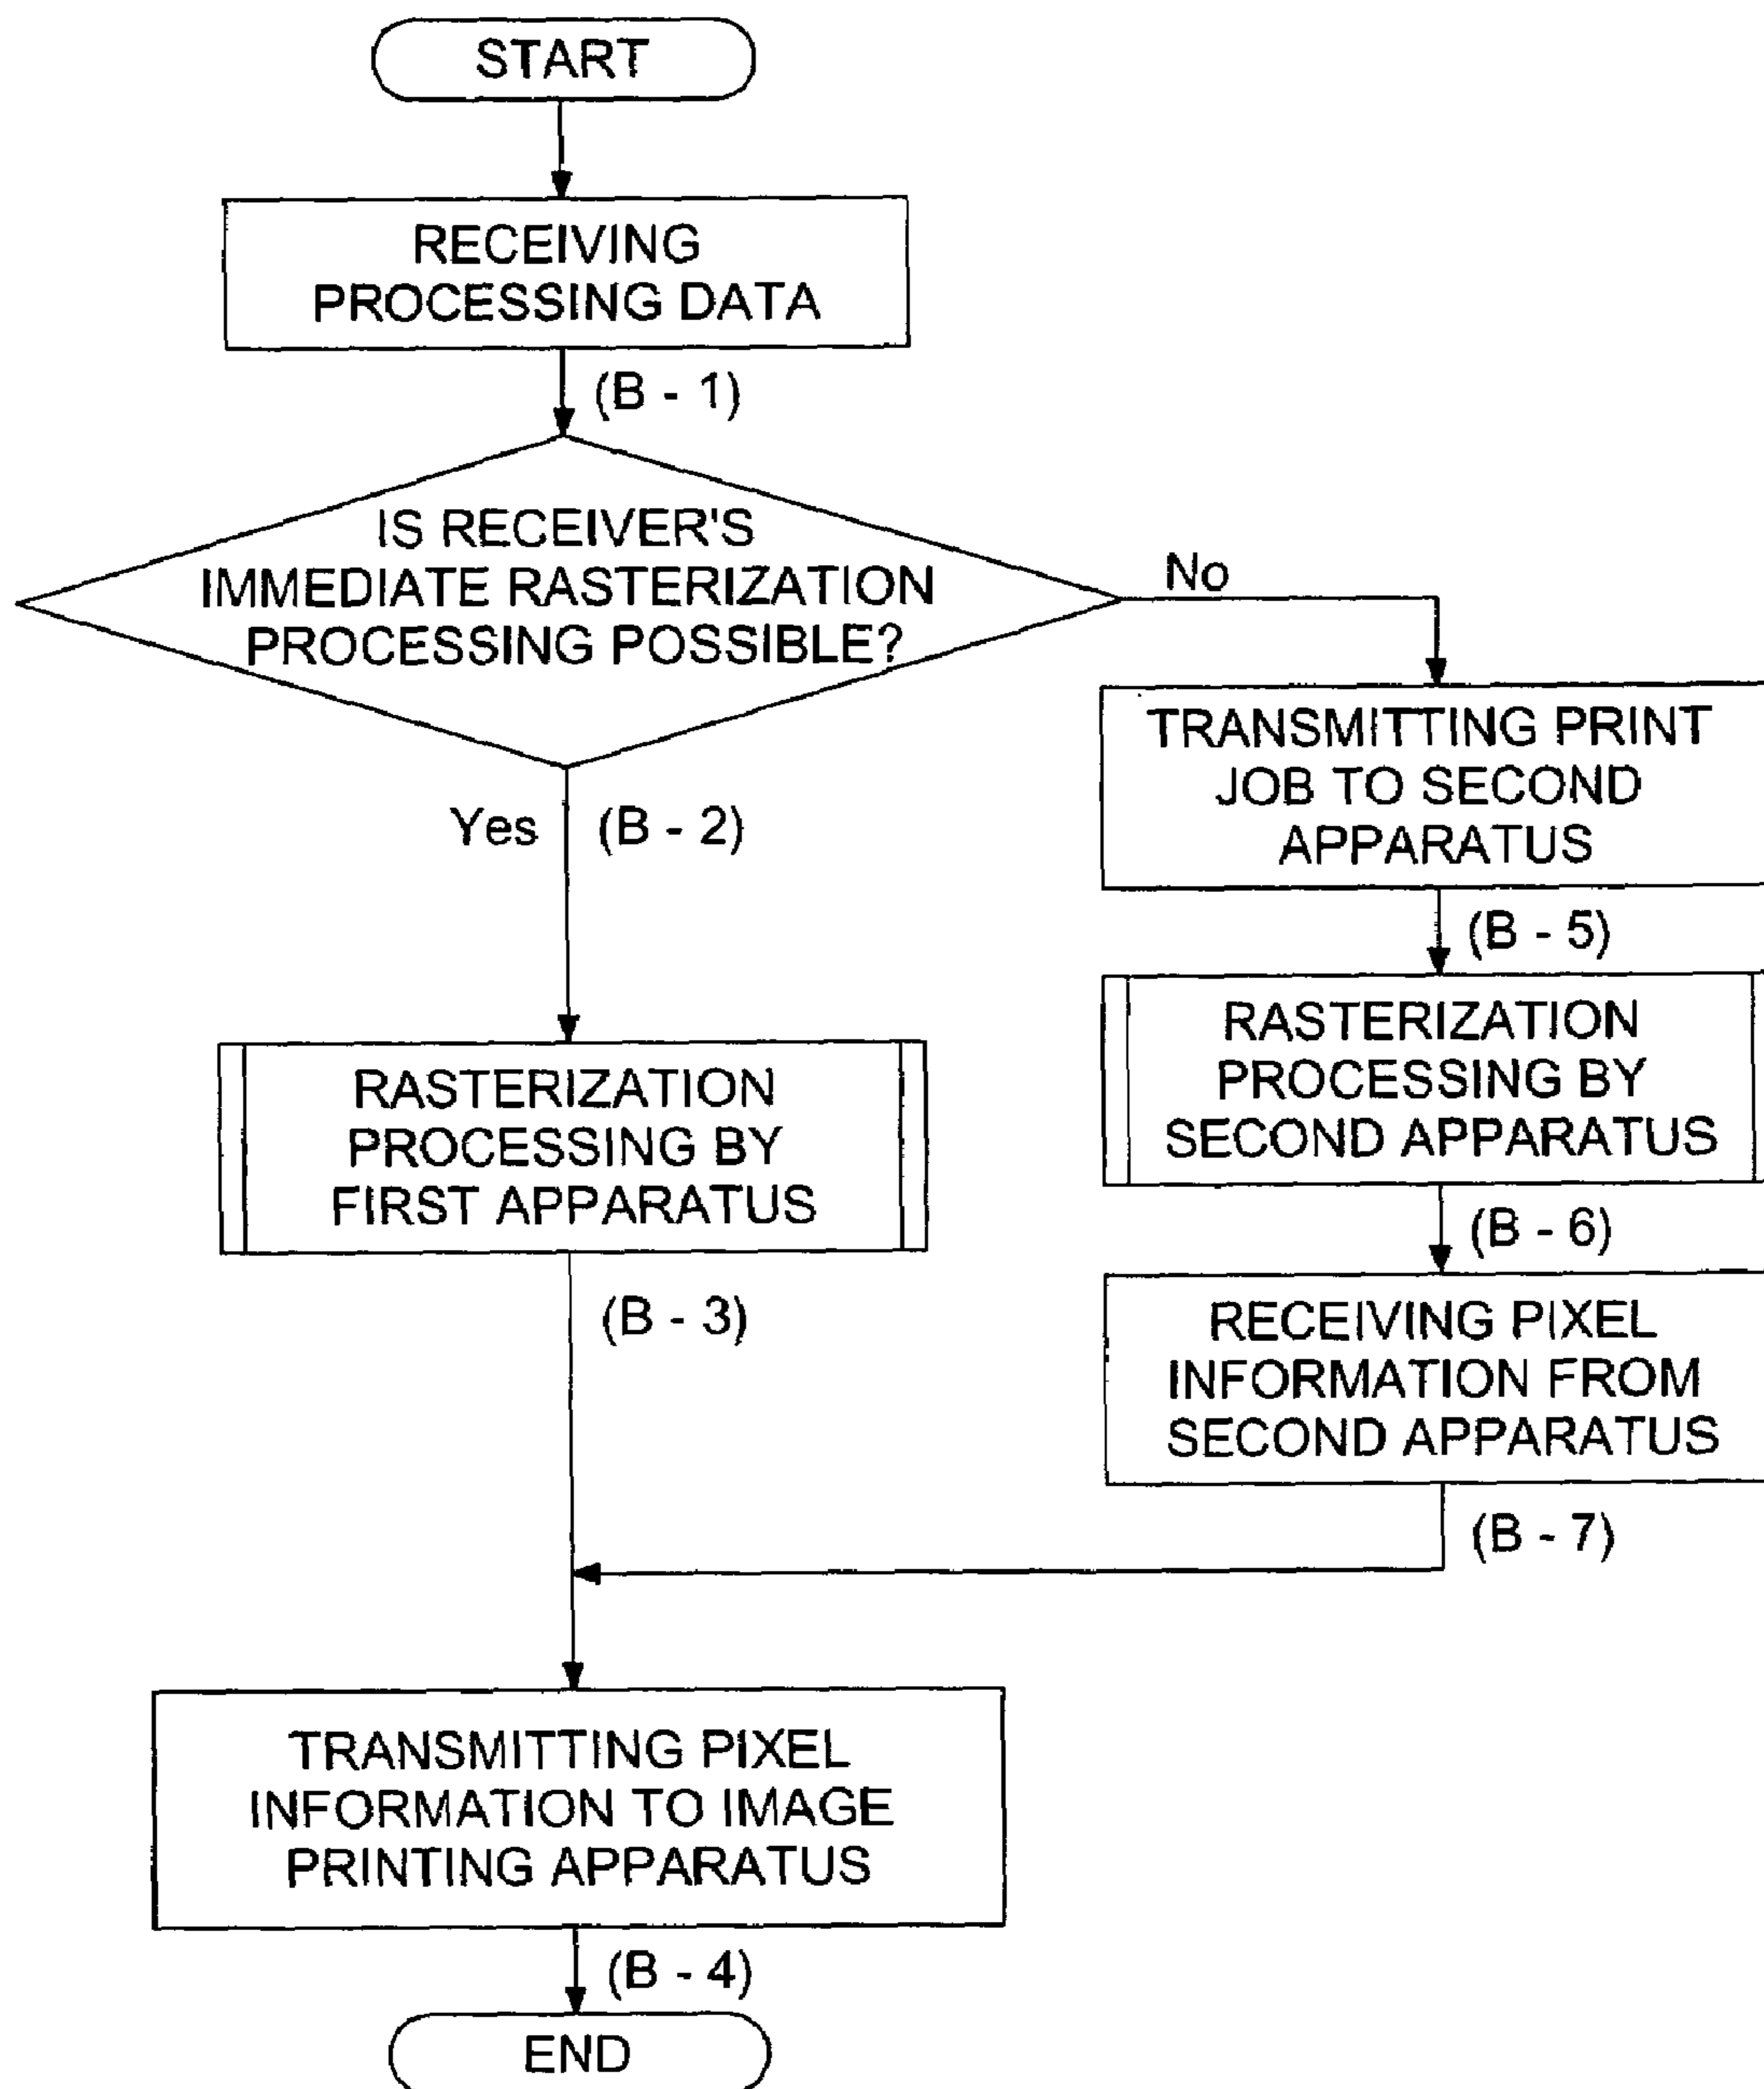 START
RECEIVING
PROCESSING DATA
(B - 1)
IS RECEIVER'S
IMMEDIATE RASTERIZATION
PROCESSING POSSIBLE?
No
Yes
(B - 2)
TRANSMITTING PRINT
JOB TO SECOND
APPARATUS
(B - 5)
RASTERIZATION
PROCESSING BY
SECOND APPARATUS
(B - 6)
RASTERIZATION
PROCESSING BY
FIRST APPARATUS
(B - 3)
RECEIVING PIXEL
INFORMATION FROM
SECOND APPARATUS
(B - 7)
TRANSMITTING PIXEL
INFORMATION TO IMAGE
PRINTING APPARATUS
(B - 4)
END